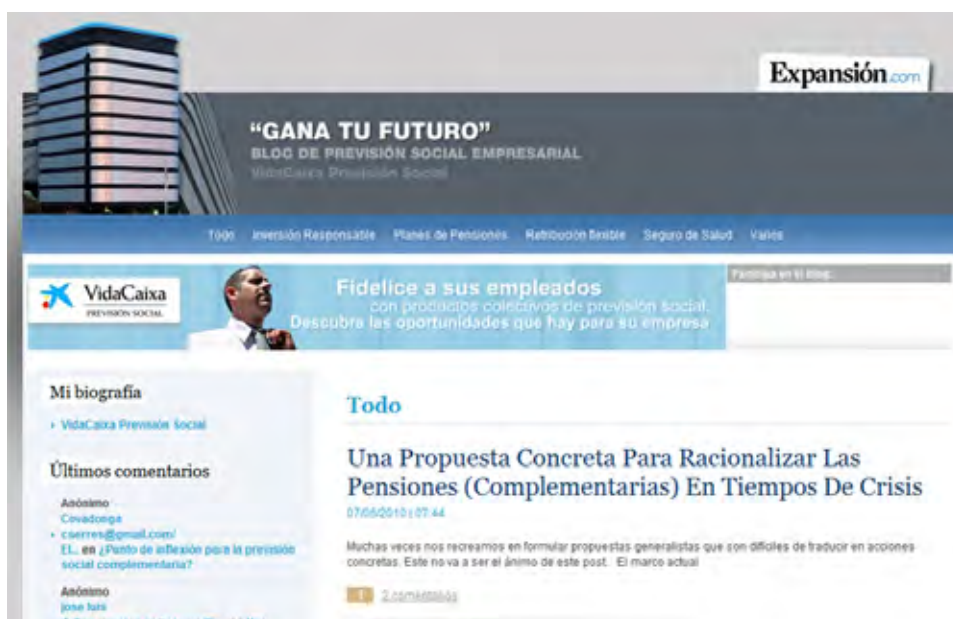 Expansión.com
“GANA TU FUTURO”
BLOG DE PREVISIÓN SOCIAL EMPRESARIAL
VidaCaixa Previsión Social
Todo Inversión Responsable Planes de Pensiones Retribución flexible Seguro de Salud Varios
VidaCaixa
PREVISIÓN SOCIAL
Fidelice a sus empleados
con productos colectivos de previsión social.
Descubra las oportunidades que hay para su empresa
Participa en el Blog
Mi biografía
VidaCaixa Previsión Social
Últimos comentarios
Anónimo
Covadonga
cserres@gmail.com/
EL.. en ¿Punto de inflexión para la previsión
social complementaria?
Anónimo
jose luis
Todo
Una Propuesta Concreta Para Racionalizar Las
Pensiones (Complementarias) En Tiempos De Crisis
07/06/2010 | 07:44
Muchas veces nos recreamos en formular propuestas generalistas que son difíciles de traducir en acciones
concretas. Este no va a ser el ánimo de este post. El marco actual
1 2 comentarios